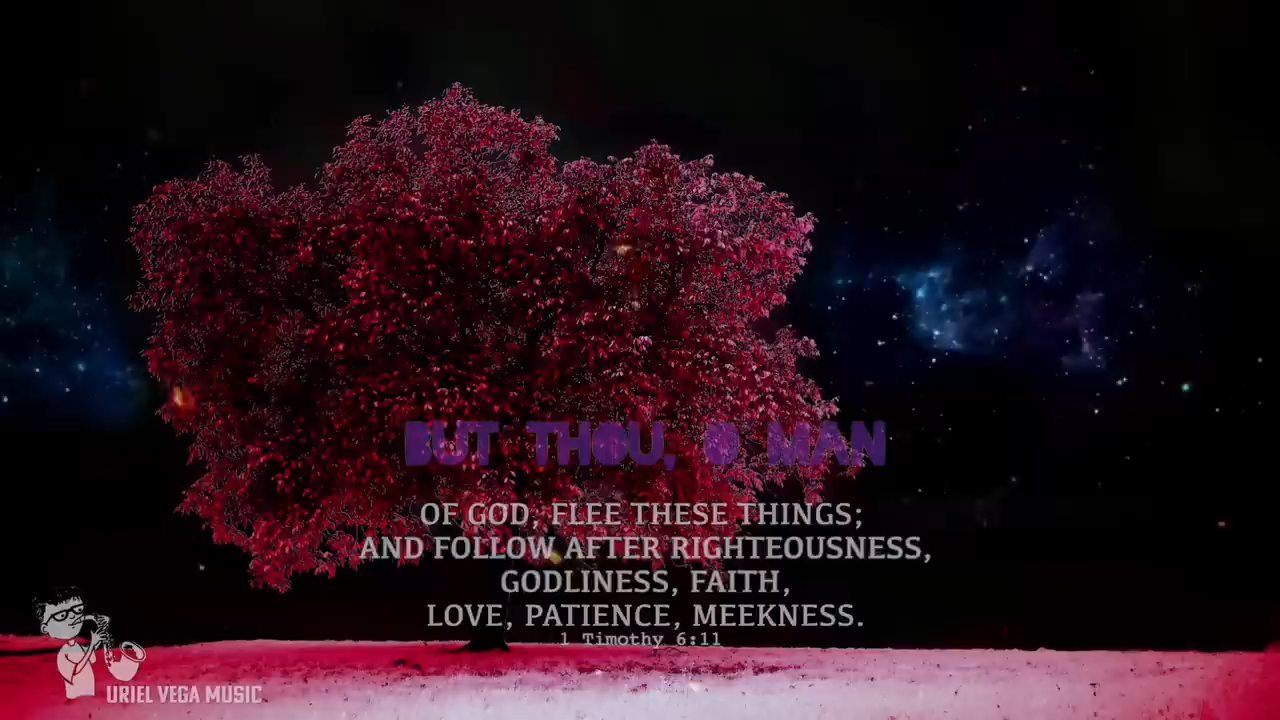 BUT THOU, O MAN
OF GOD, FLEE THESE THINGS;
AND FOLLOW AFTER RIGHTEOUSNESS,
GODLINESS, FAITH,
LOVE, PATIENCE, MEEKNESS.
1 Timothy 6:11
URIEL VEGA MUSIC